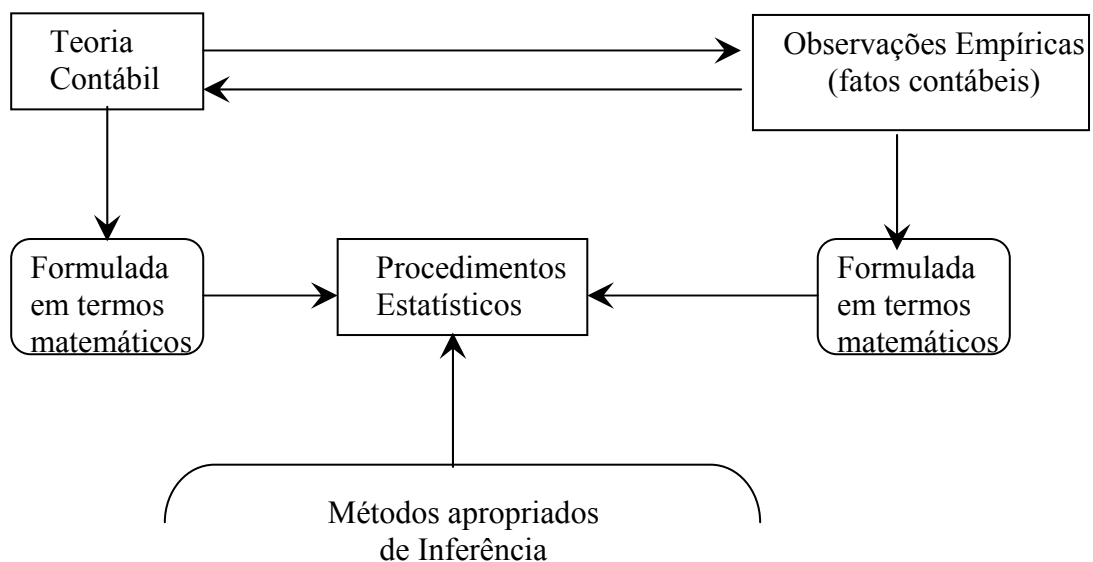 Teoria
Contábil
Observações Empíricas
(fatos contábeis)
Formulada
em termos
matemáticos
Procedimentos
Estatísticos
Formulada
em termos
matemáticos
Métodos apropriados
de Inferência